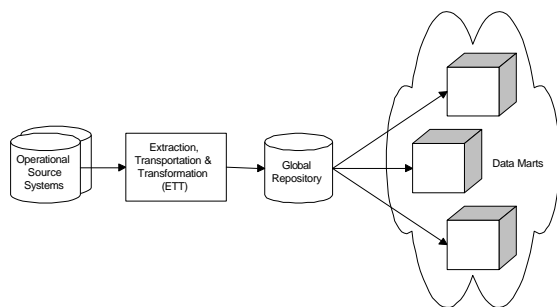 Operational
Source
Systems
Extraction,
Transportation &
Transformation
(ETT)
Global
Repository
Data Marts